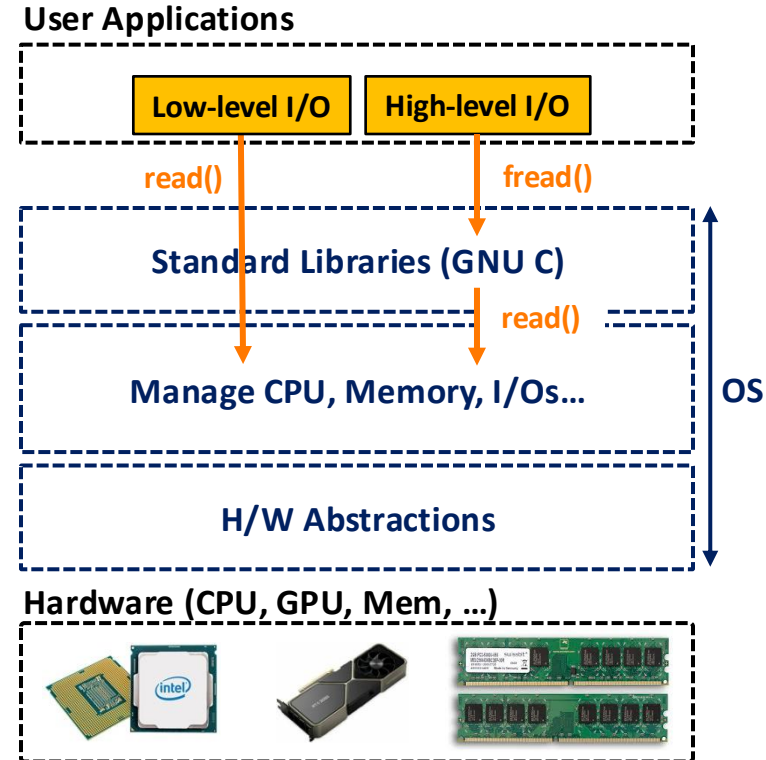 User Applications
Low-level I/O
High-level I/O
read()
fread()
Standard Libraries (GNU C)
read()
Manage CPU, Memory, I/Os...
OS
H/W Abstractions
Hardware (CPU, GPU, Mem, ...)
intel